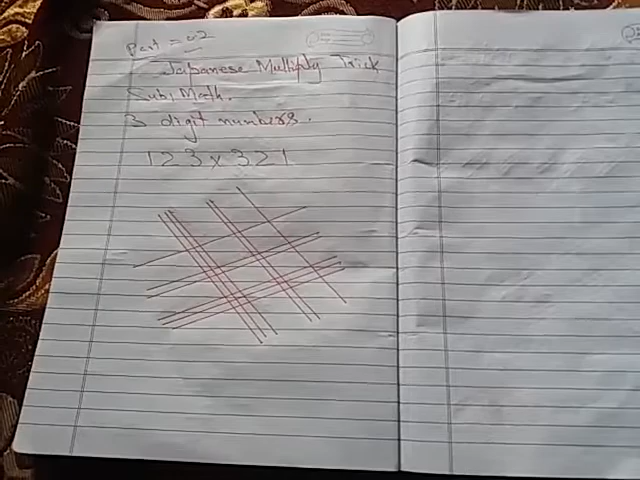 Part = 02
Japanese Multiply Trick
Sub. Math.
3 digit numbers.
123 x 321